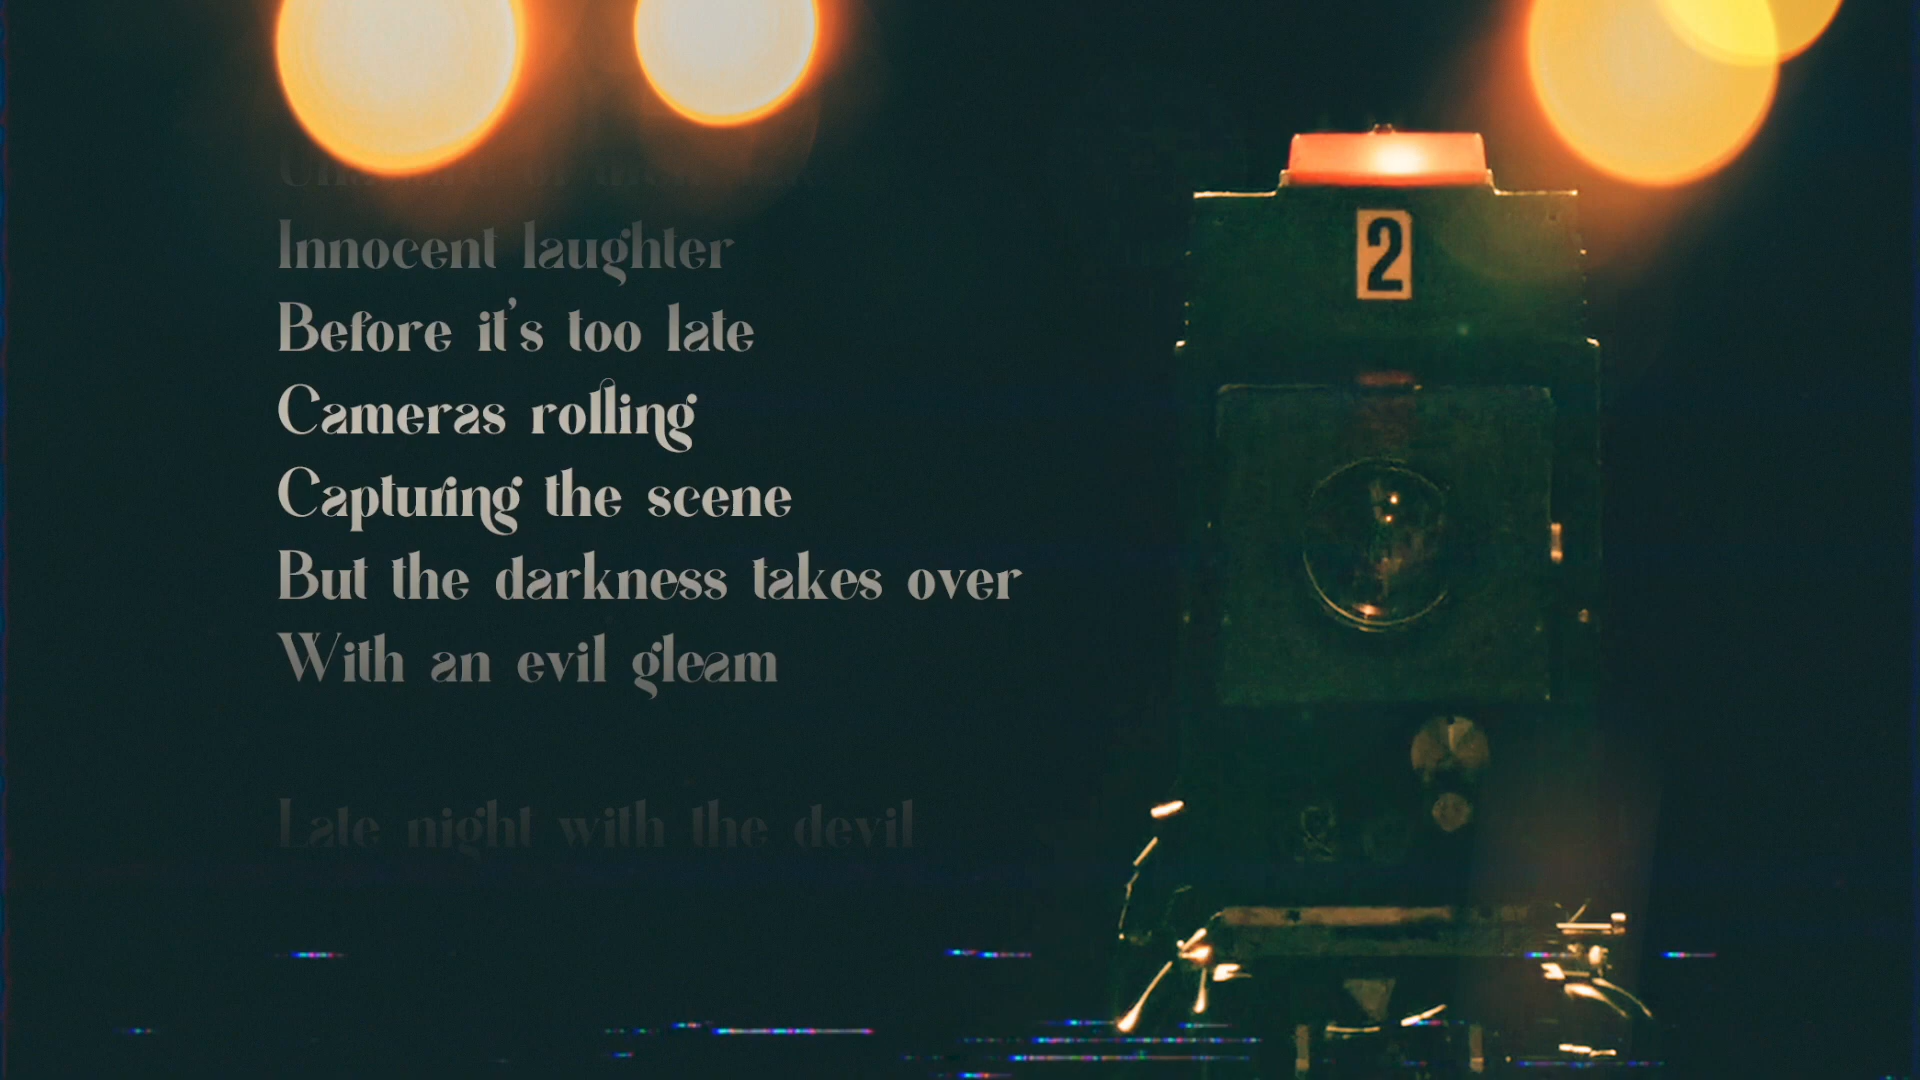 Innocent laughter
Before it's too late
Cameras rolling
Capturing the scene
But the darkness takes over
With an evil gleam
Late night with the devil
2